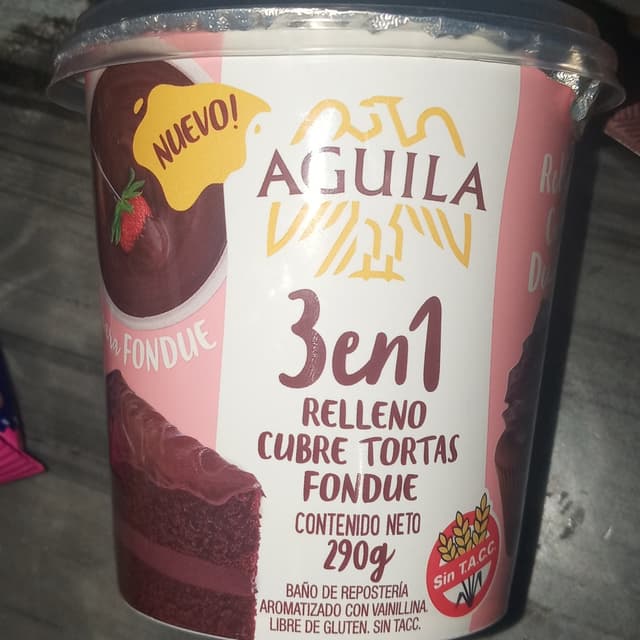 NUEVO!
AGUILA
FONDUE
3en1
RELLENO
CUBRE TORTAS
FONDUE
CONTENIDO NETO
290g
Sin T.A.C.C.
BAÑO DE REPOSTERÍA
AROMATIZADO CON VAINILLINA.
LIBRE DE GLUTEN. SIN TACC.